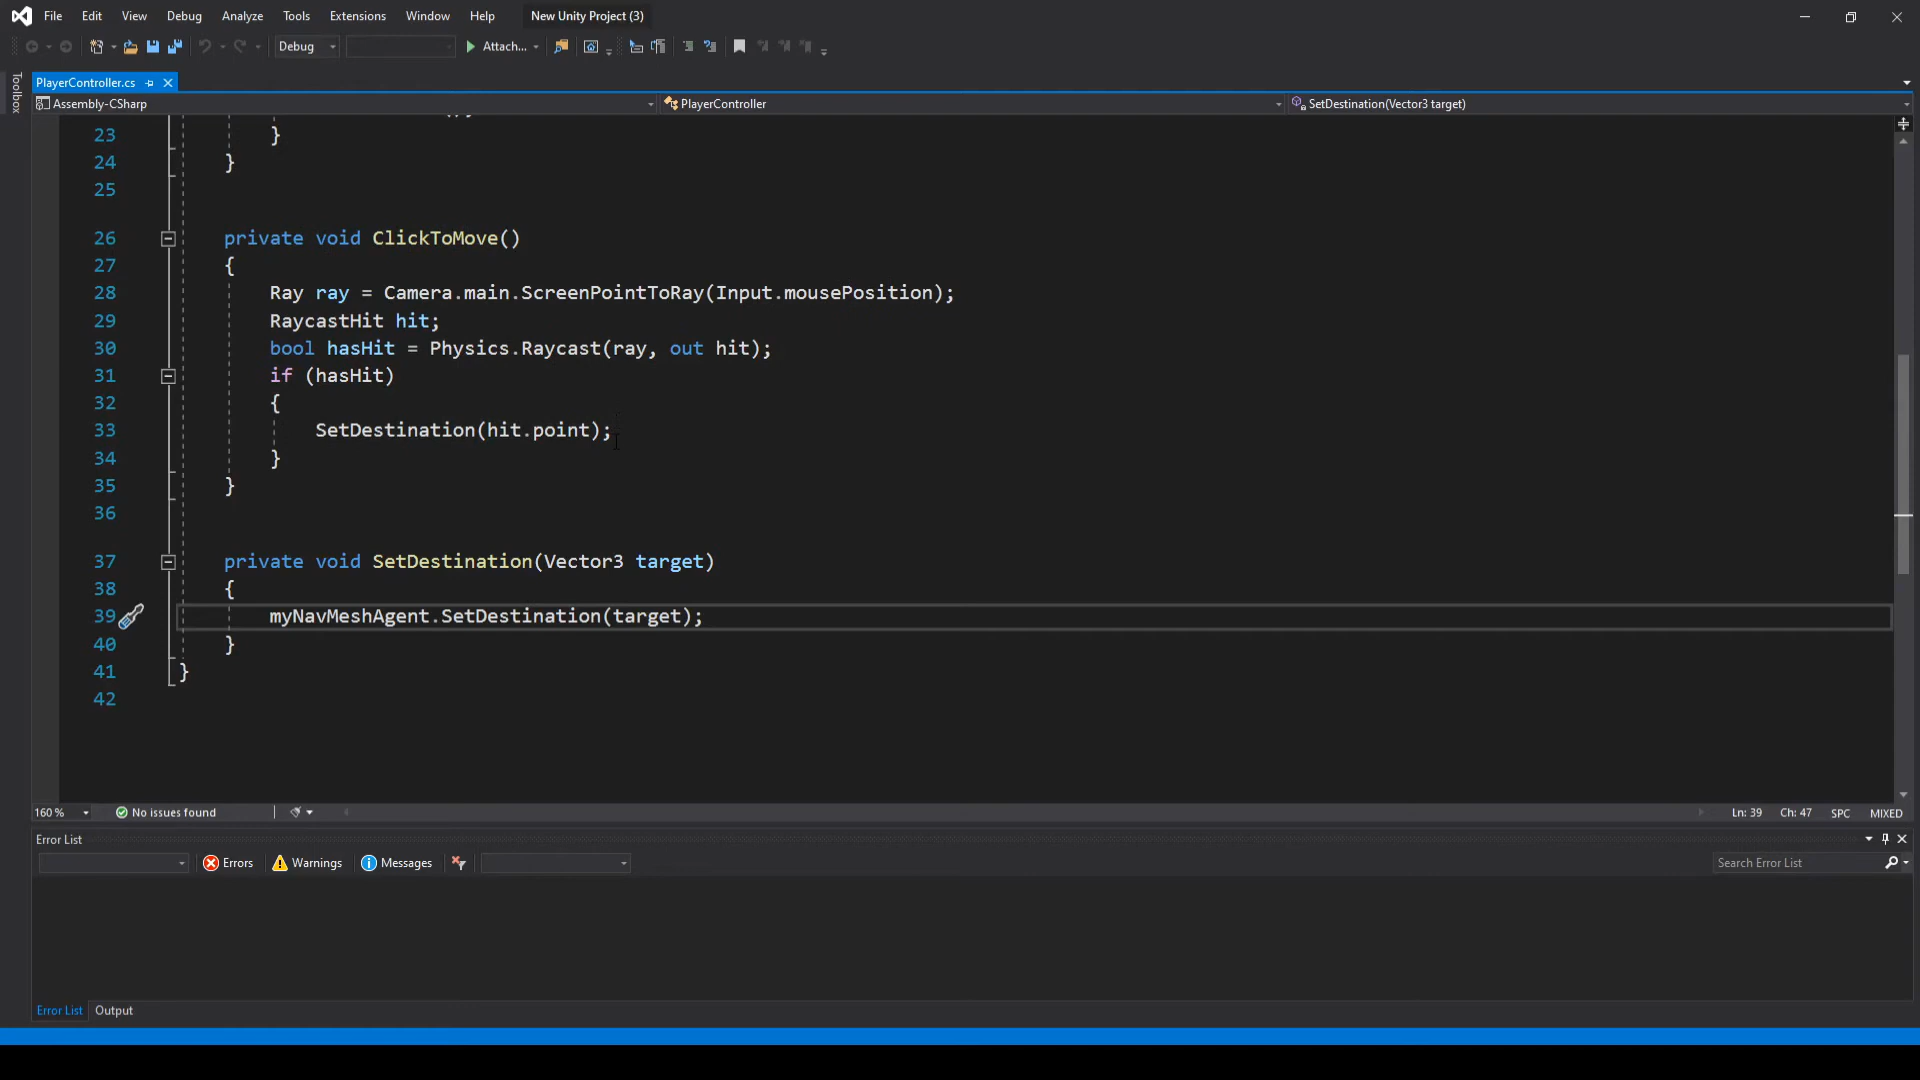 File Edit View Debug Analyze Tools Extensions Window Help New Unity Project (3)
Debug Attach...
Toolbox
PlayerController.cs
Assembly-CSharp PlayerController SetDestination(Vector3 target)
23 }
24 }
25
26 private void ClickToMove()
27 {
28 Ray ray = Camera.main.ScreenPointToRay(Input.mousePosition);
29 RaycastHit hit;
30 bool hasHit = Physics.Raycast(ray, out hit);
31 if (hasHit)
32 {
33 SetDestination(hit.point);
34 }
35 }
36
37 private void SetDestination(Vector3 target)
38 {
39 myNavMeshAgent.SetDestination(target);
40 }
41 }
42
160 % No issues found Ln: 39 Ch: 47 SPC MIXED
Error List
Errors Warnings Messages Search Error List
Error List Output